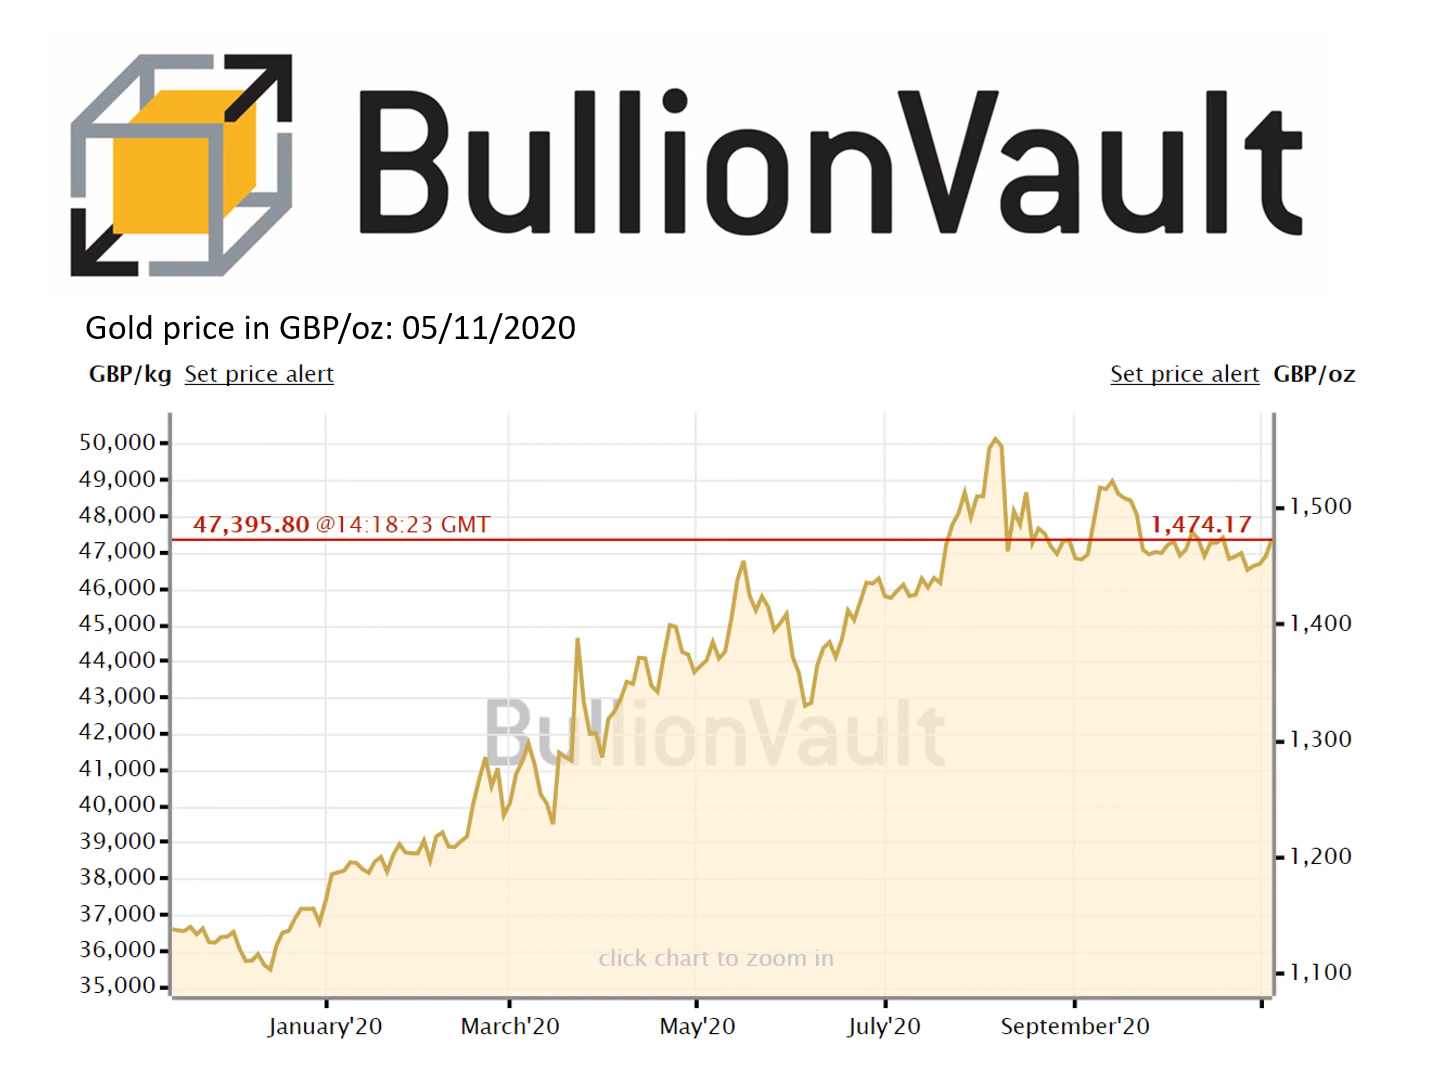 BullionVault
Gold price in GBP/oz: 05/11/2020
GBP/kg Set price alert
Set price alert GBP/oz
50,000
49,000
48,000
47,000
46,000
45,000
44,000
43,000
42,000
41,000
40,000
39,000
38,000
37,000
36,000
35,000
47,395.80 @14:18:23 GMT
1,474.17
1,500
1,400
1,300
1,200
1,100
BullionVault
click chart to zoom in
January'20
March'20
May'20
July'20
September'20